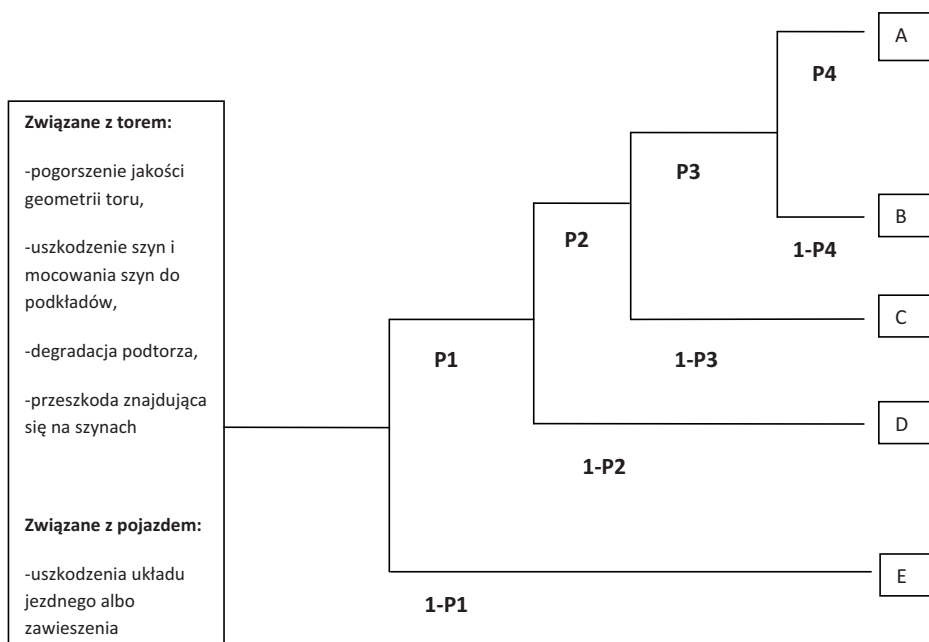 Związane z torem:
-pogorszenie jakości
geometrii toru,
-uszkodzenie szyn i
mocowania szyn do
podkładów,
-degradacja podtorza,
-przeszkoda znajdująca
się na szynach
Związane z pojazdem:
-uszkodzenia układu
jezdnego albo
zawieszenia
P1
1-P1
P2
1-P2
P3
1-P3
P4
1-P4
A
B
C
D
E